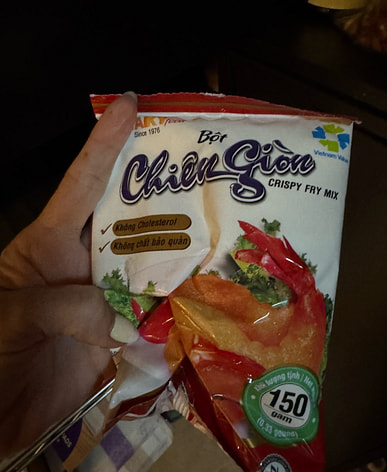 Since 1976
Vietnam Value
Bột
Chiên Giòn
CRISPY FRY MIX
Không Cholesterol
Không chất bảo quản
150
gam